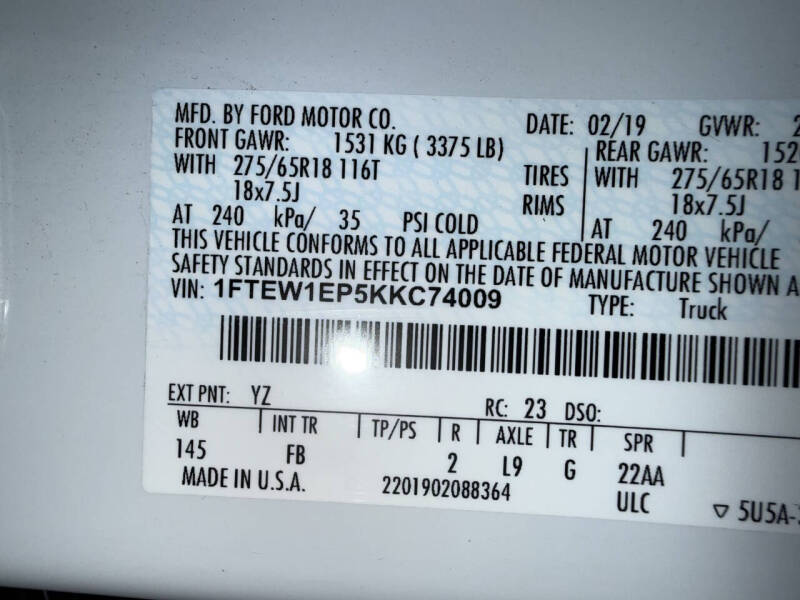 MFD. BY FORD MOTOR CO. DATE: 02/19 GVWR:
FRONT GAWR: 1531 KG ( 3375 LB) REAR GAWR:
WITH 275/65R18 116T TIRES WITH 275/65R18
18x7.5J RIMS 18x7.5J
AT 240 kPa/ 35 PSI COLD AT 240 kPa/
THIS VEHICLE CONFORMS TO ALL APPLICABLE FEDERAL MOTOR VEHICLE
SAFETY STANDARDS IN EFFECT ON THE DATE OF MANUFACTURE SHOWN
VIN: 1FTEW1EP5KKC74009 TYPE: Truck
EXT PNT: YZ RC: 23 DSO:
WB INT TR TP/PS R AXLE TR SPR
145 FB 2 L9 G 22AA
MADE IN U.S.A. 2201902088364 ULC ▽ 5U5A-